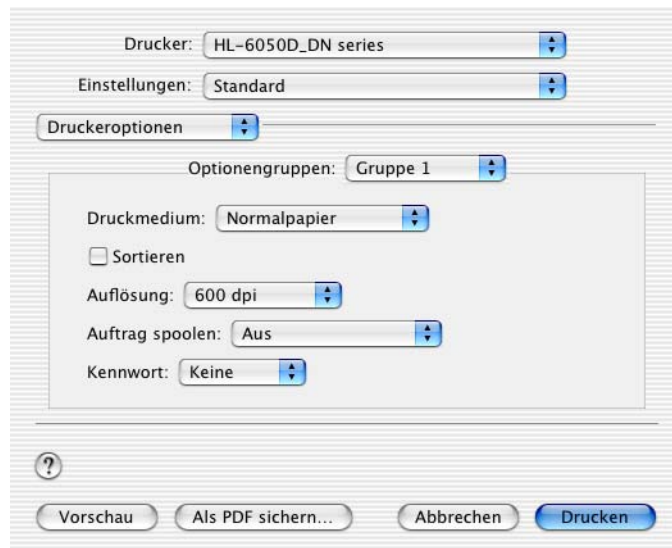 Drucker: HL-6050D_DN series
Einstellungen: Standard
Druckeroptionen
Optionengruppen: Gruppe 1
Druckmedium: Normalpapier
Sortieren
Auflösung: 600 dpi
Auftrag spoolen: Aus
Kennwort: Keine
?
Vorschau Als PDF sichern... Abbrechen Drucken